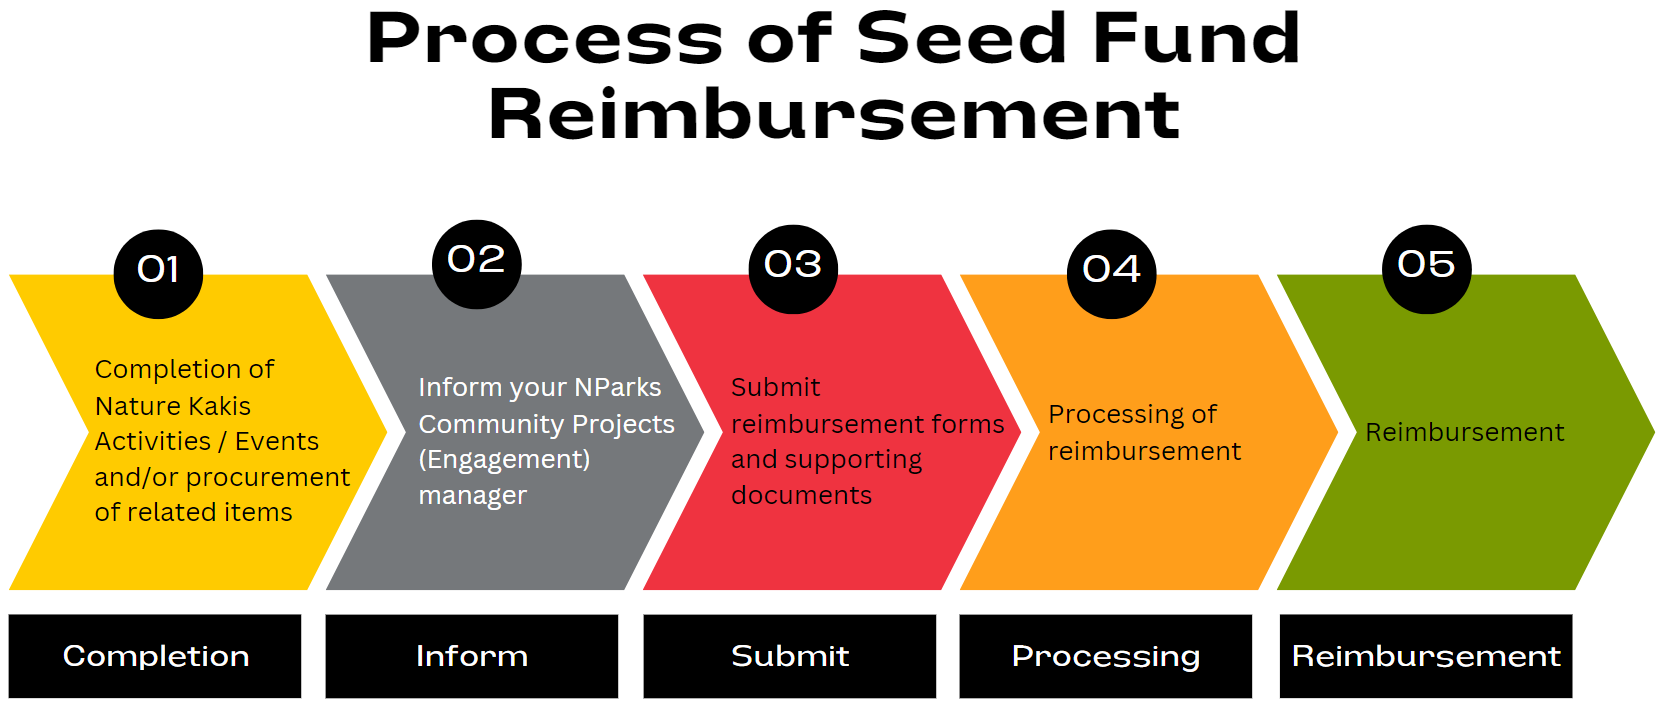 Process of Seed Fund
Reimbursement
01
Completion of
Nature Kakis
Activities / Events
and/or procurement
of related items
Completion
02
Inform your NParks
Community Projects
(Engagement)
manager
Inform
03
Submit
reimbursement forms
and supporting
documents
Submit
04
Processing of
reimbursement
Processing
05
Reimbursement
Reimbursement